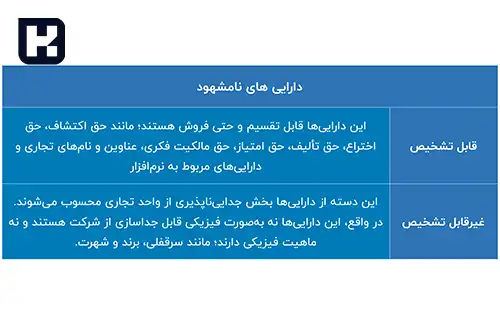 دارایی های نامشهود
قابل تشخیص
این دارایی‌ها قابل تقسیم و حتی فروش هستند؛ مانند حق اکتشاف، حق
اختراع، حق تألیف، حق امتیاز، حق مالکیت فکری، عناوین و نام‌های تجاری و
دارایی‌های مربوط به نرم‌افزار
غیرقابل تشخیص
این دسته از دارایی‌ها بخش جدایی‌ناپذیری از واحد تجاری محسوب می‌شوند.
در واقع، این دارایی‌ها نه به‌صورت فیزیکی قابل جداسازی از شرکت هستند و نه
ماهیت فیزیکی دارند؛ مانند سرقفلی، برند و شهرت.